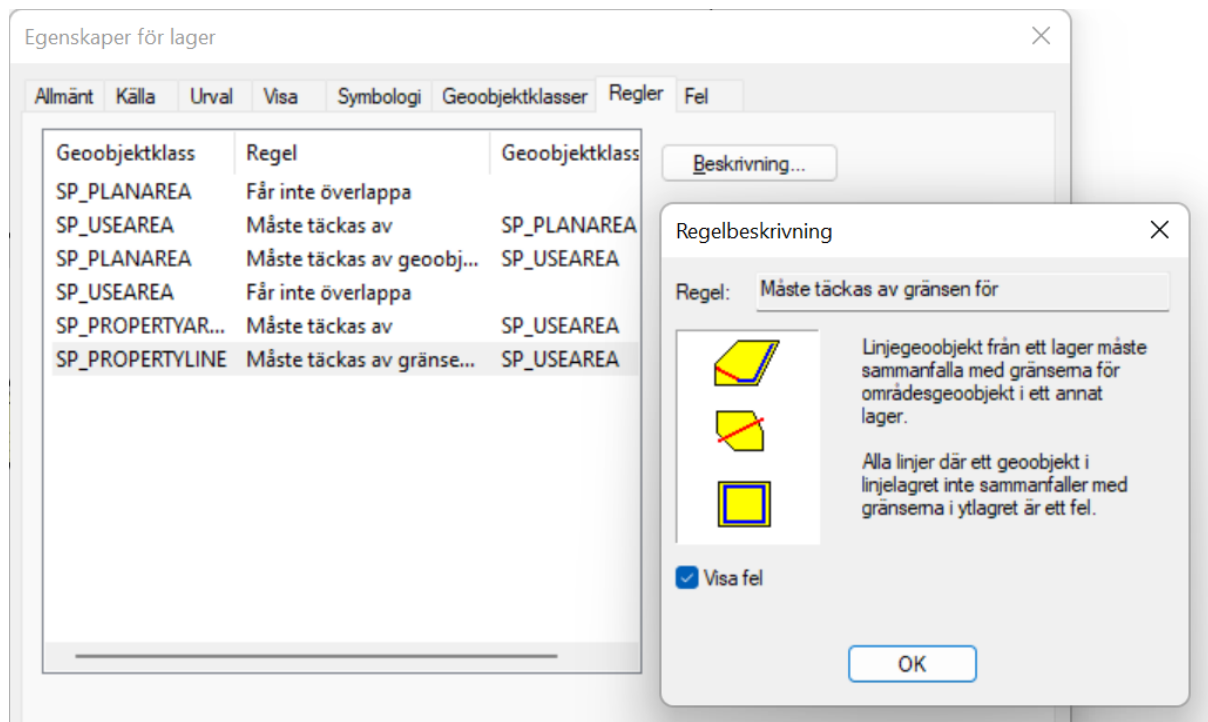 Egenskaper för lager
Allmänt Källa Urval Visa Symbologi Geoobjektklasser Regler Fel
Geoobjektklass Regel Geoobjektklass
SP_PLANAREA Får inte överlappa
SP_USEAREA Måste täckas av SP_PLANAREA
SP_PLANAREA Måste täckas av geoobj... SP_USEAREA
SP_USEAREA Får inte överlappa
SP_PROPERTYAR... Måste täckas av SP_USEAREA
SP_PROPERTYLINE Måste täckas av gränse... SP_USEAREA
Beskrivning...
Regelbeskrivning
Regel: Måste täckas av gränsen för
Linjegeoobjekt från ett lager måste
sammanfalla med gränserna för
områdesgeoobjekt i ett annat
lager.
Alla linjer där ett geoobjekt i
linjelagret inte sammanfaller med
gränserna i ytlagret är ett fel.
Visa fel
OK